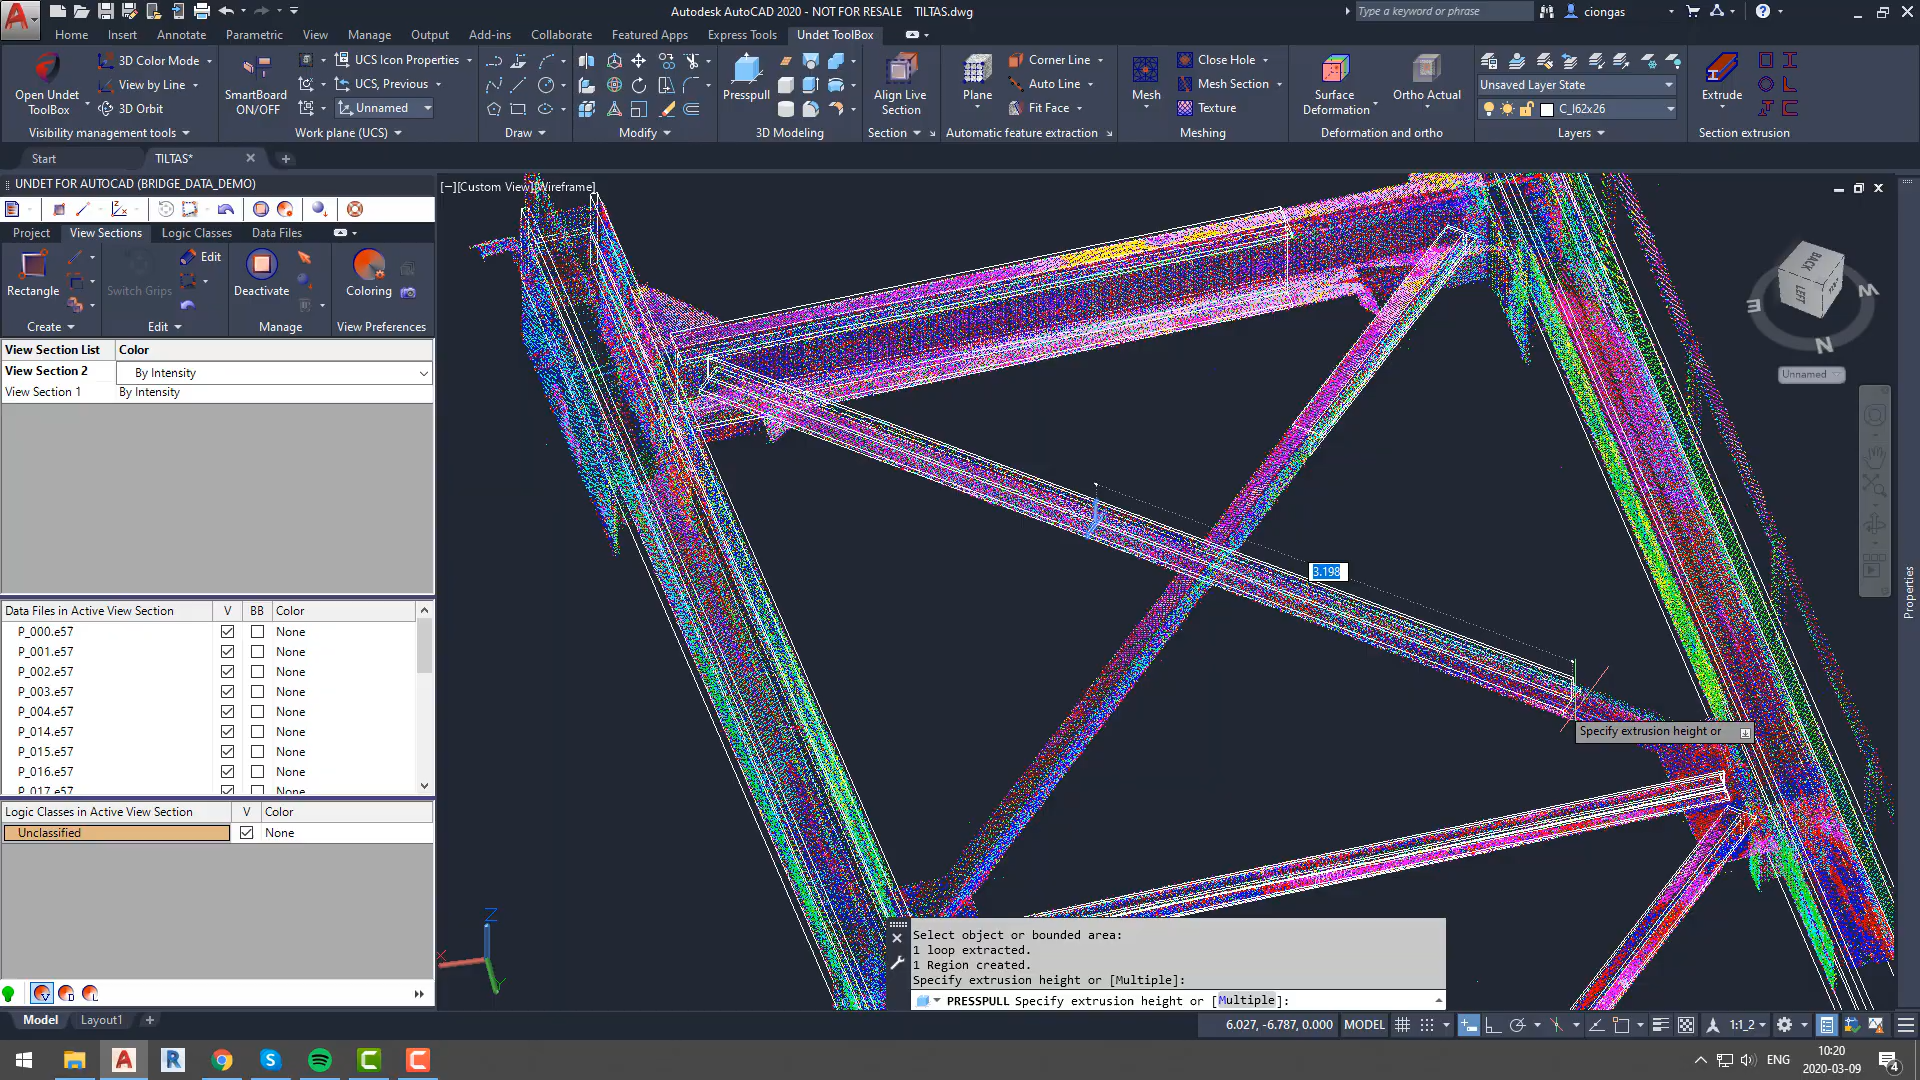 Autodesk AutoCAD 2020 - NOT FOR RESALE TILTAS.dwg
Type a keyword or phrase
ciongas
Home Insert Annotate Parametric View Manage Output Add-ins Collaborate Featured Apps Express Tools Undet ToolBox
Open Undet
ToolBox
3D Color Mode
View by Line
3D Orbit
Visibility management tools
SmartBoard
ON/OFF
UCS Icon Properties
UCS, Previous
Unnamed
Work plane (UCS)
Draw
Modify
Presspull
3D Modeling
Align Live
Section
Section
Plane
Corner Line
Auto Line
Fit Face
Automatic feature extraction
Mesh
Close Hole
Mesh Section
Texture
Meshing
Surface
Deformation
Ortho Actual
Deformation and ortho
Unsaved Layer State
C_I62x26
Layers
Extrude
Section extrusion
Start
TILTAS*
UNDET FOR AUTOCAD (BRIDGE_DATA_DEMO)
Project View Sections Logic Classes Data Files
Rectangle
Create
Switch Grips
Edit
Edit
Deactivate
Manage
Coloring
View Preferences
View Section List Color
View Section 2 By Intensity
View Section 1 By Intensity
Data Files in Active View Section V BB Color
P_000.e57 None
P_001.e57 None
P_002.e57 None
P_003.e57 None
P_004.e57 None
P_014.e57 None
P_015.e57 None
P_016.e57 None
P_017.e57 None
Logic Classes in Active View Section V Color
Unclassified None
[−][Custom View][Wireframe]
BACK
LEFT
E
W
N
Unnamed
Properties
3.198
Specify extrusion height or
Z
X
Y
Select object or bounded area:
1 loop extracted.
1 Region created.
Specify extrusion height or [Multiple]:
PRESSPULL Specify extrusion height or [Multiple]:
Model Layout1
6.027, -6.787, 0.000 MODEL
1:1_2
ENG
10:20
2020-03-09
4